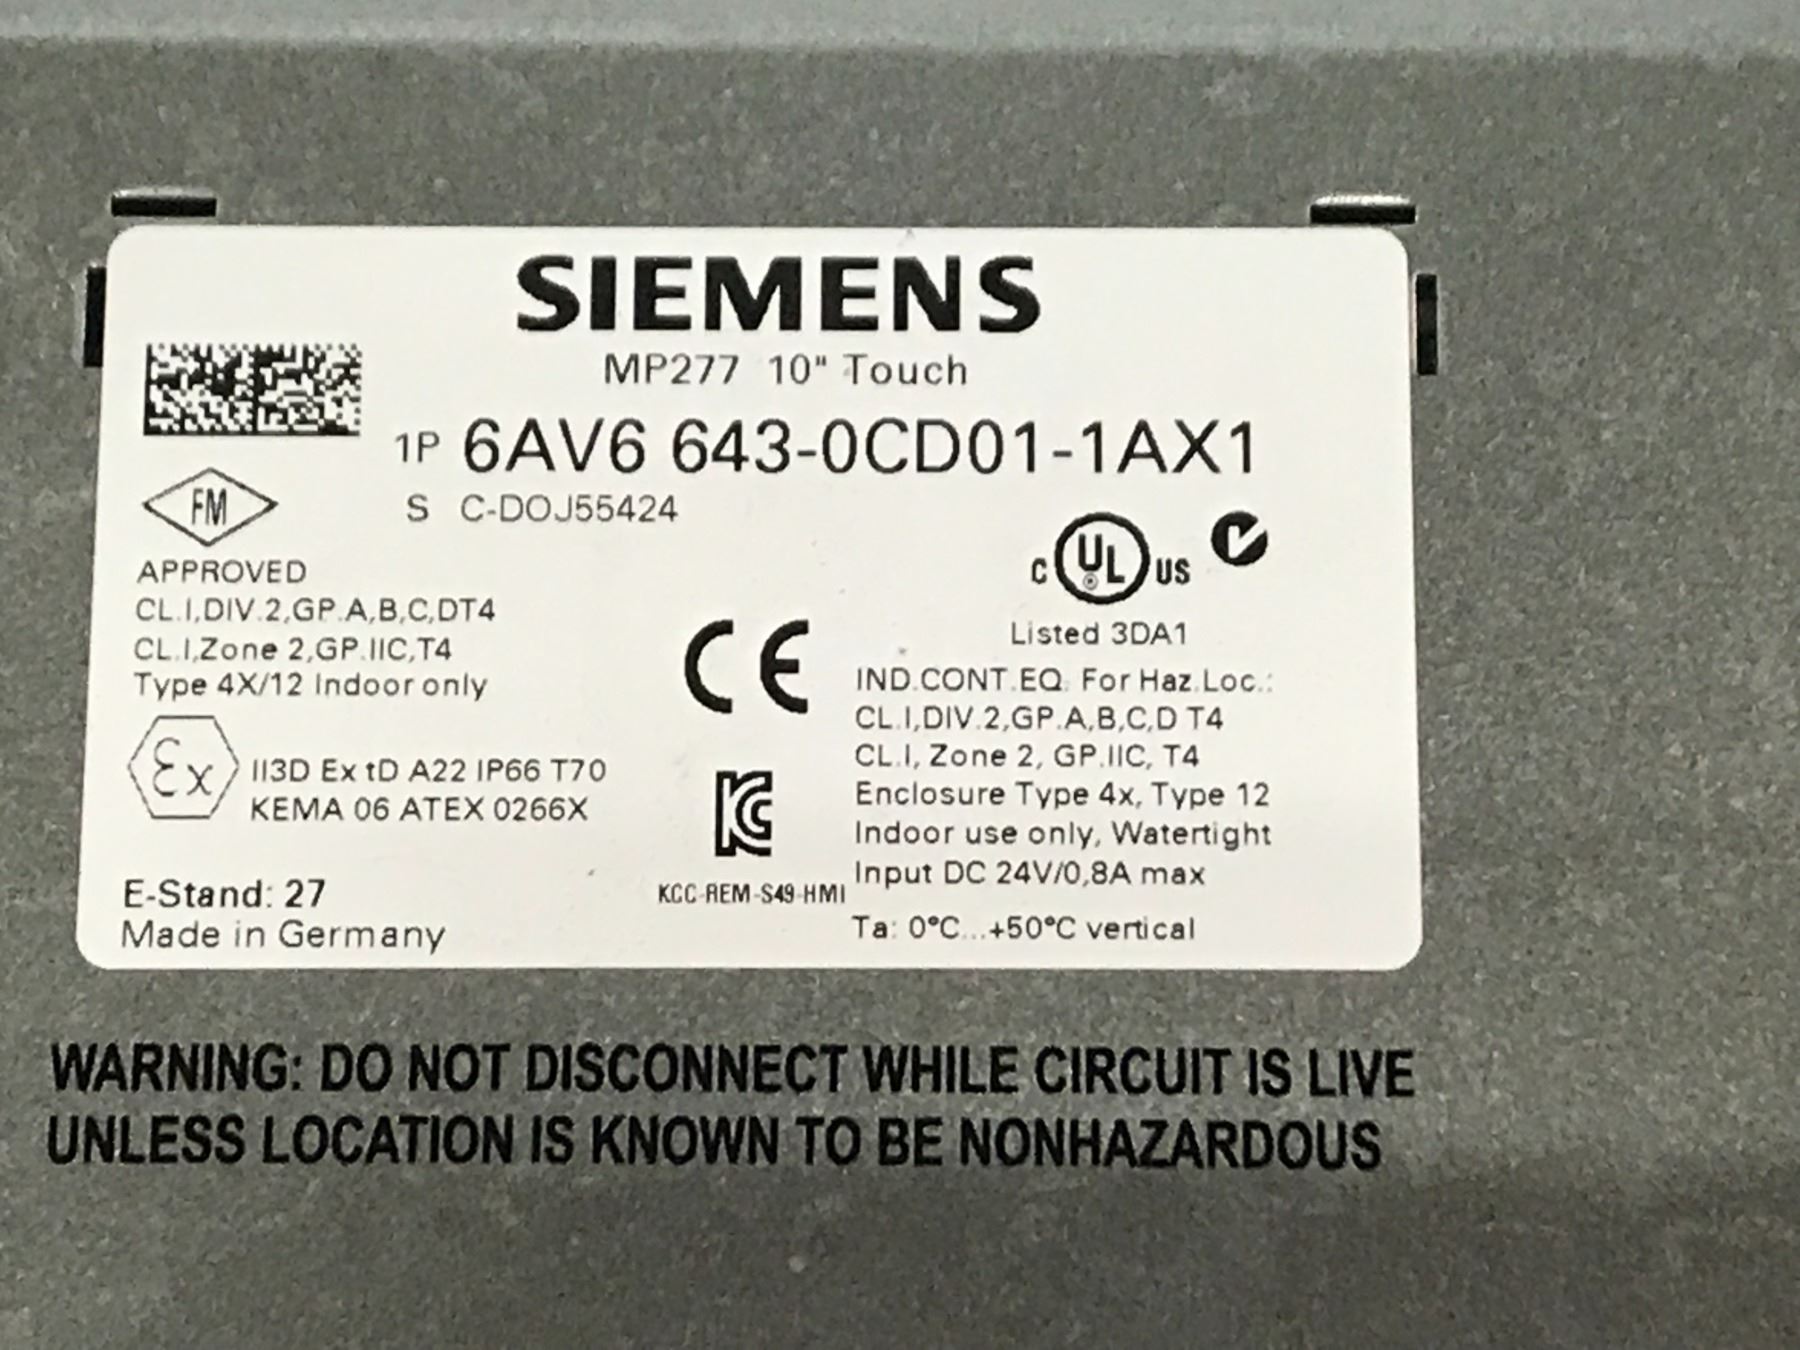 SIEMENS
MP277 10" Touch
1P 6AV6 643-0CD01-1AX1
S C-DOJ55424
FM
APPROVED
CL.I,DIV.2,GP.A,B,C,DT4
CL.I,Zone 2,GP.IIC,T4
Type 4X/12 Indoor only
Ex
II3D Ex tD A22 IP66 T70
KEMA 06 ATEX 0266X
E-Stand: 27
Made in Germany
CE
KC
KCC-REM-S49-HMI
C UL US
Listed 3DA1
IND.CONT.EQ. For Haz.Loc.:
CL.I,DIV.2,GP.A,B,C,D T4
CL.I, Zone 2, GP.IIC, T4
Enclosure Type 4x, Type 12
Indoor use only, Watertight
Input DC 24V/0,8A max
Ta: 0°C...+50°C vertical
WARNING: DO NOT DISCONNECT WHILE CIRCUIT IS LIVE
UNLESS LOCATION IS KNOWN TO BE NONHAZARDOUS